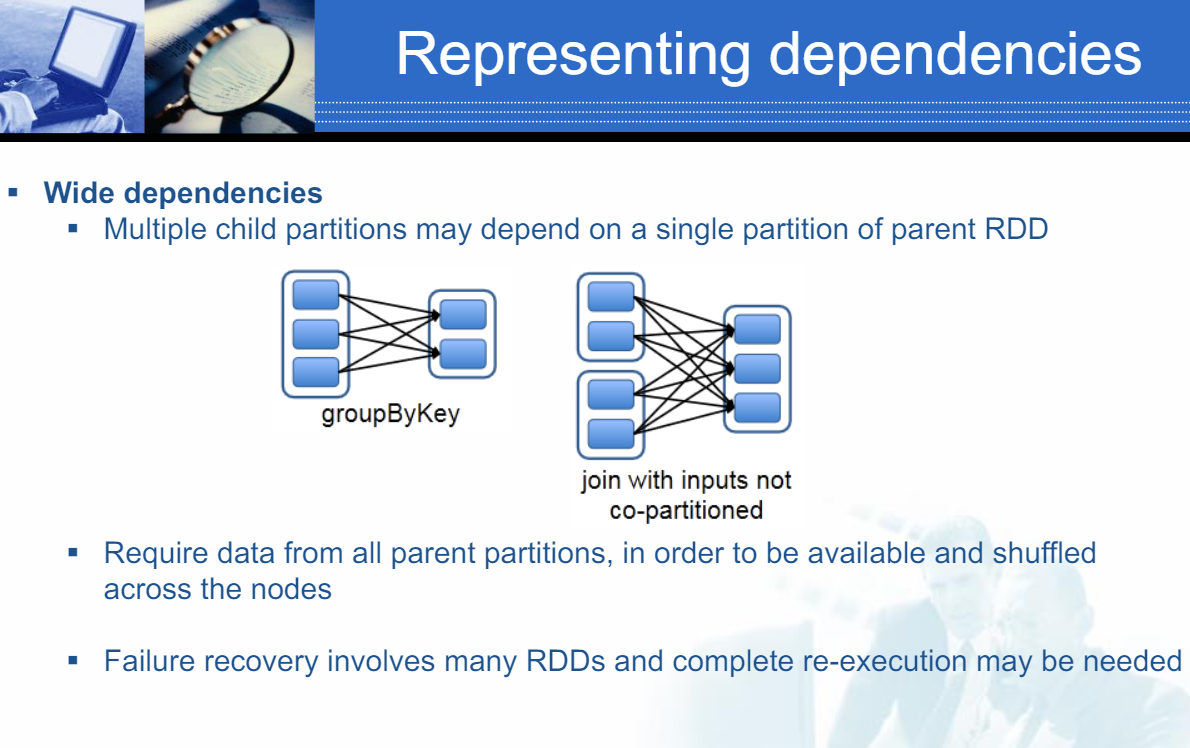 Representing dependencies
▪ Wide dependencies
▪ Multiple child partitions may depend on a single partition of parent RDD
groupByKey
join with inputs not
co-partitioned
▪ Require data from all parent partitions, in order to be available and shuffled
across the nodes
▪ Failure recovery involves many RDDs and complete re-execution may be needed